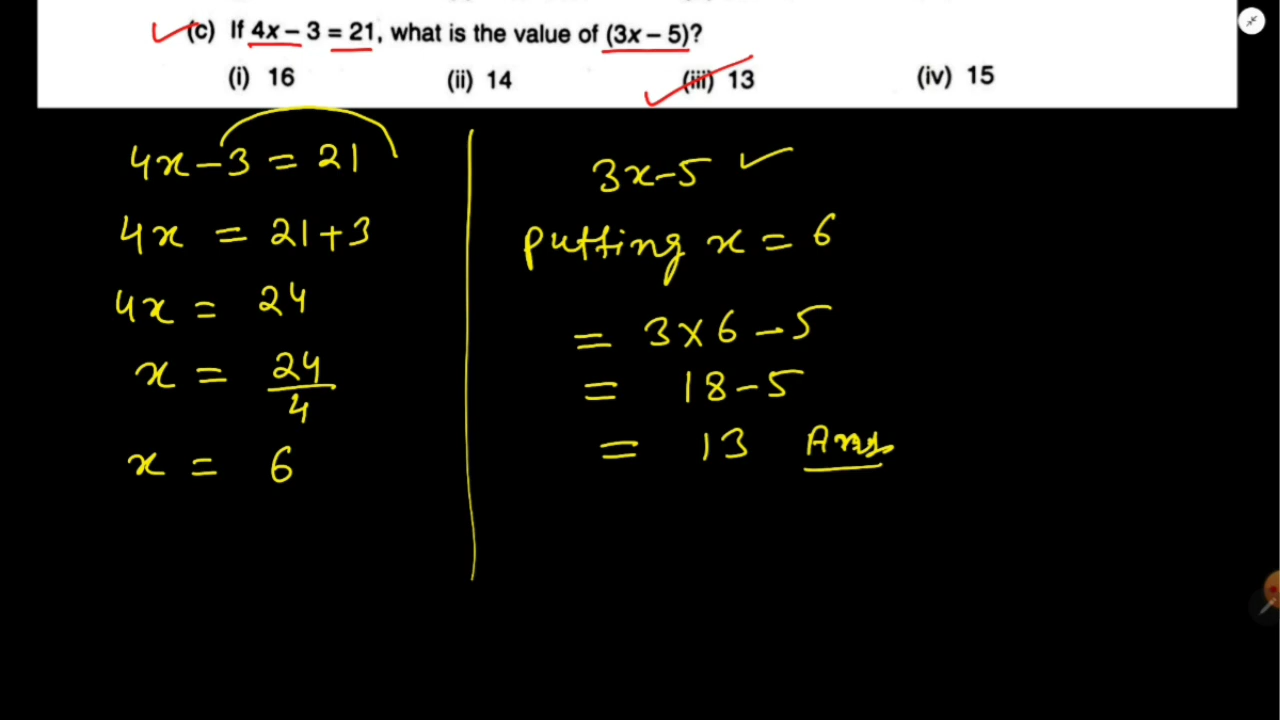 (c) If 4x – 3 = 21, what is the value of (3x – 5)?
(i) 16 (ii) 14 (iii) 13 (iv) 15
4x-3 = 21
4x = 21+3
4x = 24
x = 24/4
x = 6
3x-5
putting x = 6
= 3×6-5
= 18-5
= 13 Ans